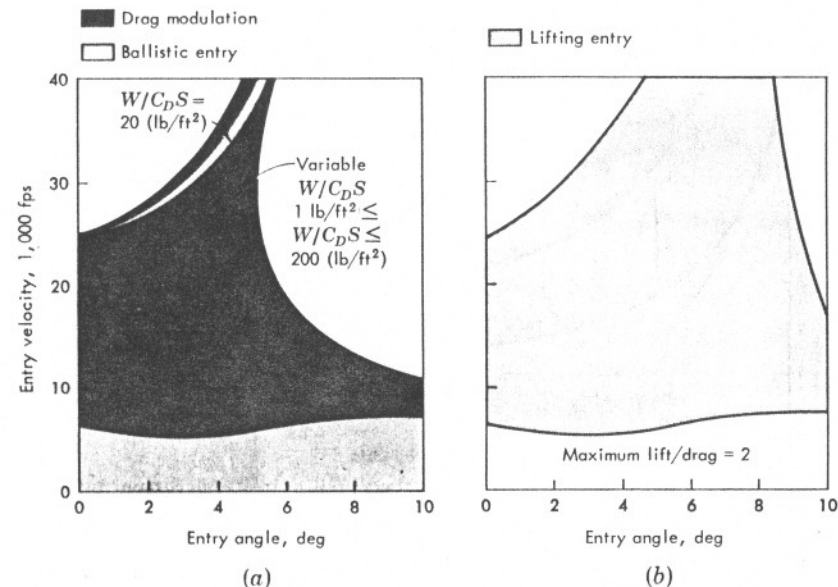 Drag modulation
Ballistic entry
40
30
20
10
0
Entry velocity, 1,000 fps
W/C_DS =
20 (lb/ft²)
Variable
W/C_DS
1 lb/ft² ≤
W/C_DS ≤
200 (lb/ft²)
0 2 4 6 8 10
Entry angle, deg
(a)
Lifting entry
Maximum lift/drag = 2
0 2 4 6 8 10
Entry angle, deg
(b)